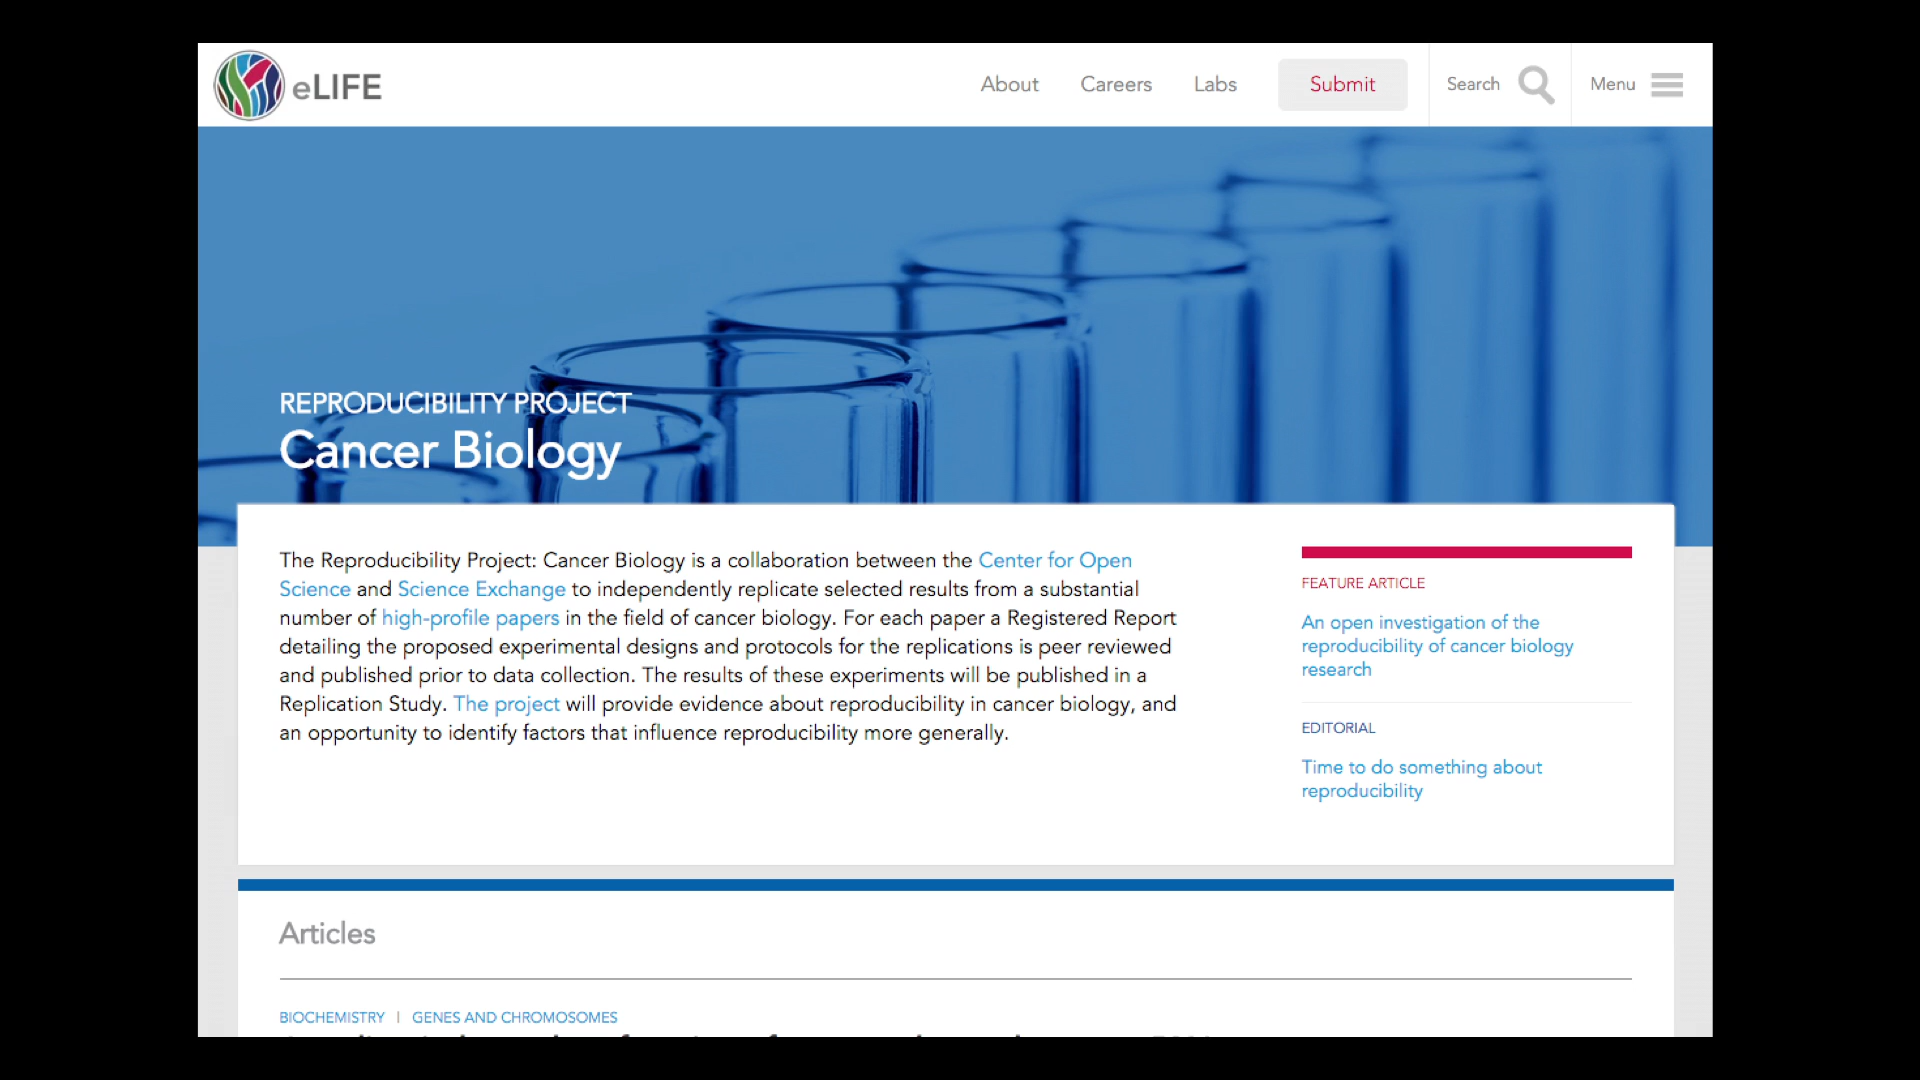 eLIFE
About
Careers
Labs
Submit
Search
Menu
REPRODUCIBILITY PROJECT
Cancer Biology
The Reproducibility Project: Cancer Biology is a collaboration between the Center for Open
Science and Science Exchange to independently replicate selected results from a substantial
number of high-profile papers in the field of cancer biology. For each paper a Registered Report
detailing the proposed experimental designs and protocols for the replications is peer reviewed
and published prior to data collection. The results of these experiments will be published in a
Replication Study. The project will provide evidence about reproducibility in cancer biology, and
an opportunity to identify factors that influence reproducibility more generally.
FEATURE ARTICLE
An open investigation of the
reproducibility of cancer biology
research
EDITORIAL
Time to do something about
reproducibility
Articles
BIOCHEMISTRY | GENES AND CHROMOSOMES